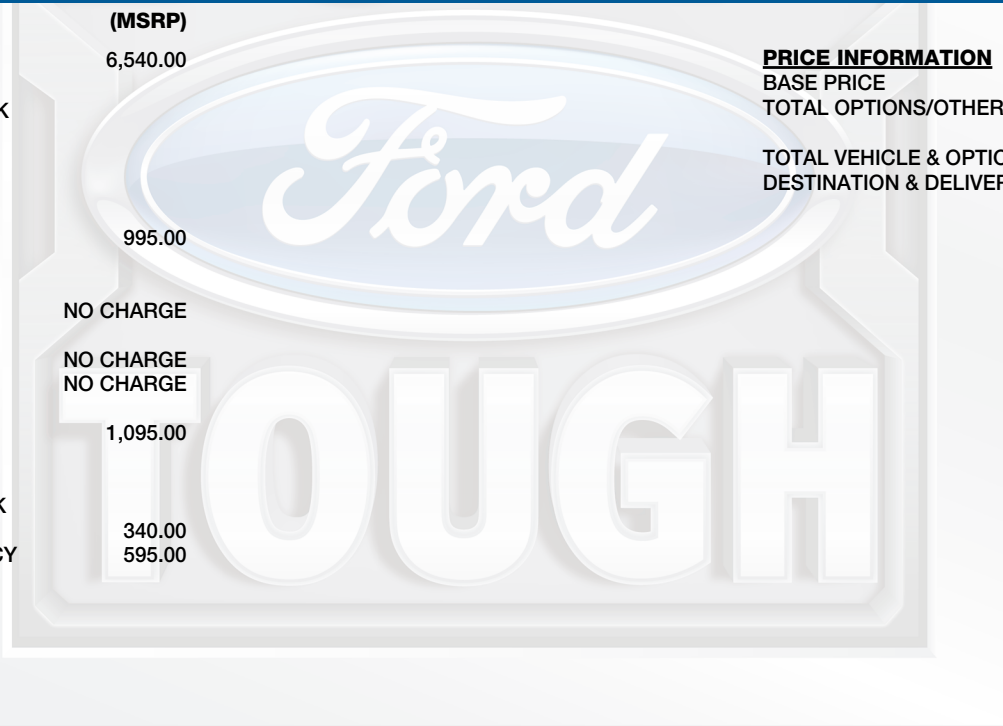 (MSRP)
6,540.00
K
995.00
NO CHARGE
NO CHARGE
NO CHARGE
1,095.00
K
340.00
CY 595.00
PRICE INFORMATION
BASE PRICE
TOTAL OPTIONS/OTHER
TOTAL VEHICLE & OPTIO
DESTINATION & DELIVER
Ford
TOUGH